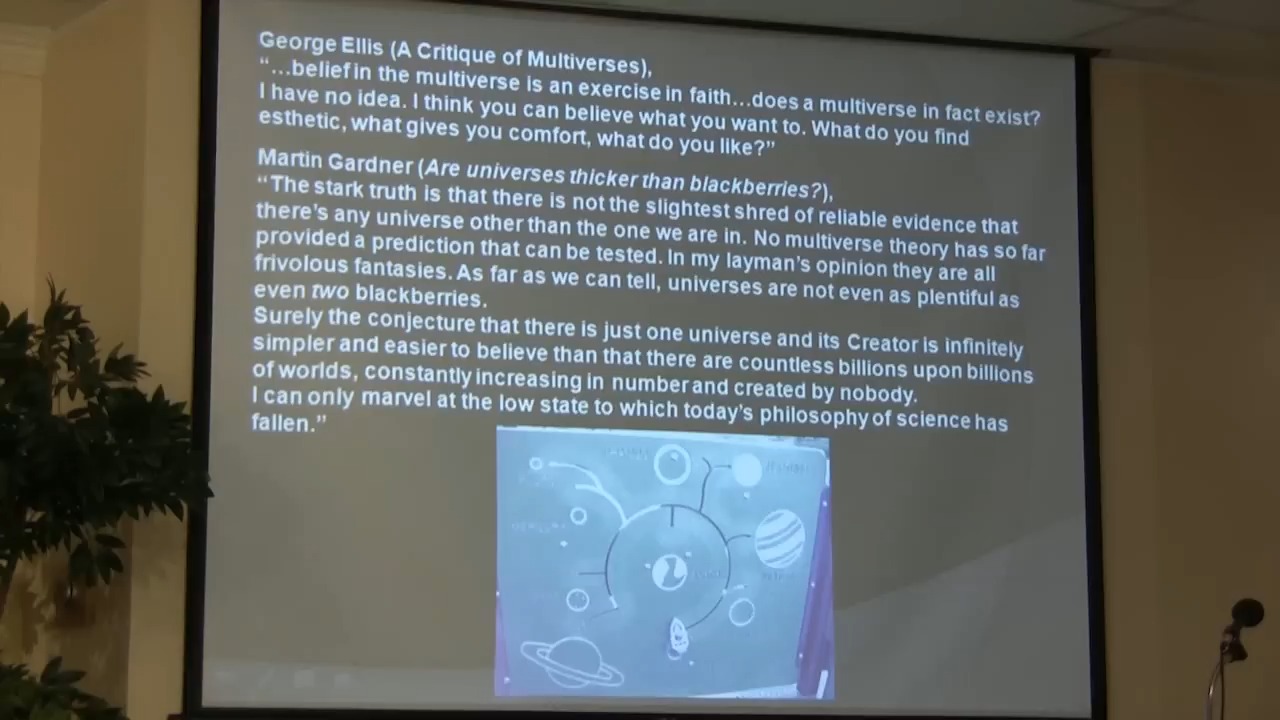 George Ellis (A Critique of Multiverses),
“…belief in the multiverse is an exercise in faith…does a multiverse in fact exist?
I have no idea. I think you can believe what you want to. What do you find
esthetic, what gives you comfort, what do you like?”
Martin Gardner (Are universes thicker than blackberries?),
“The stark truth is that there is not the slightest shred of reliable evidence that
there’s any universe other than the one we are in. No multiverse theory has so far
provided a prediction that can be tested. In my layman’s opinion they are all
frivolous fantasies. As far as we can tell, universes are not even as plentiful as
even two blackberries.
Surely the conjecture that there is just one universe and its Creator is infinitely
simpler and easier to believe than that there are countless billions upon billions
of worlds, constantly increasing in number and created by nobody.
I can only marvel at the low state to which today’s philosophy of science has
fallen.”